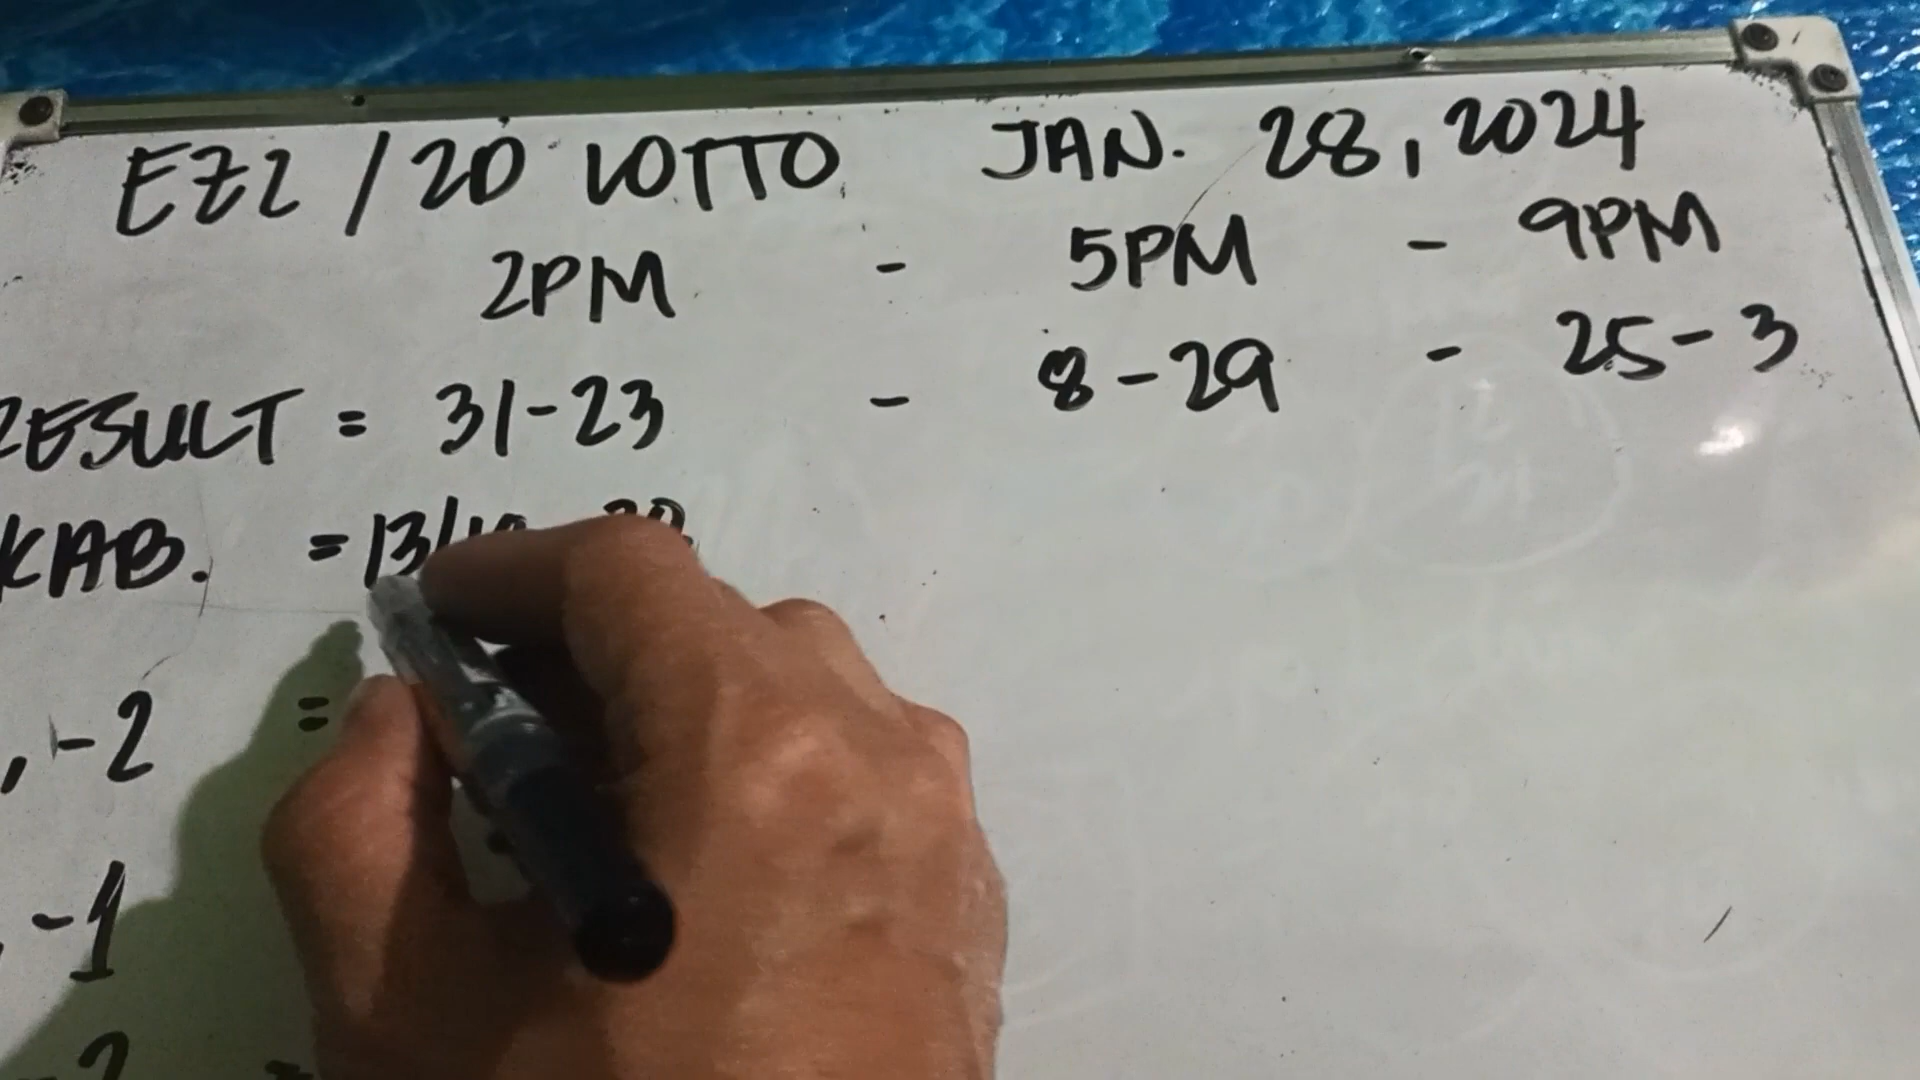 EZ2 / 2D LOTTO JAN. 28, 2024
2PM - 5PM - 9PM
RESULT = 31-23 - 8-29 - 25-3
KAB. = 13/
, -2 =
-1